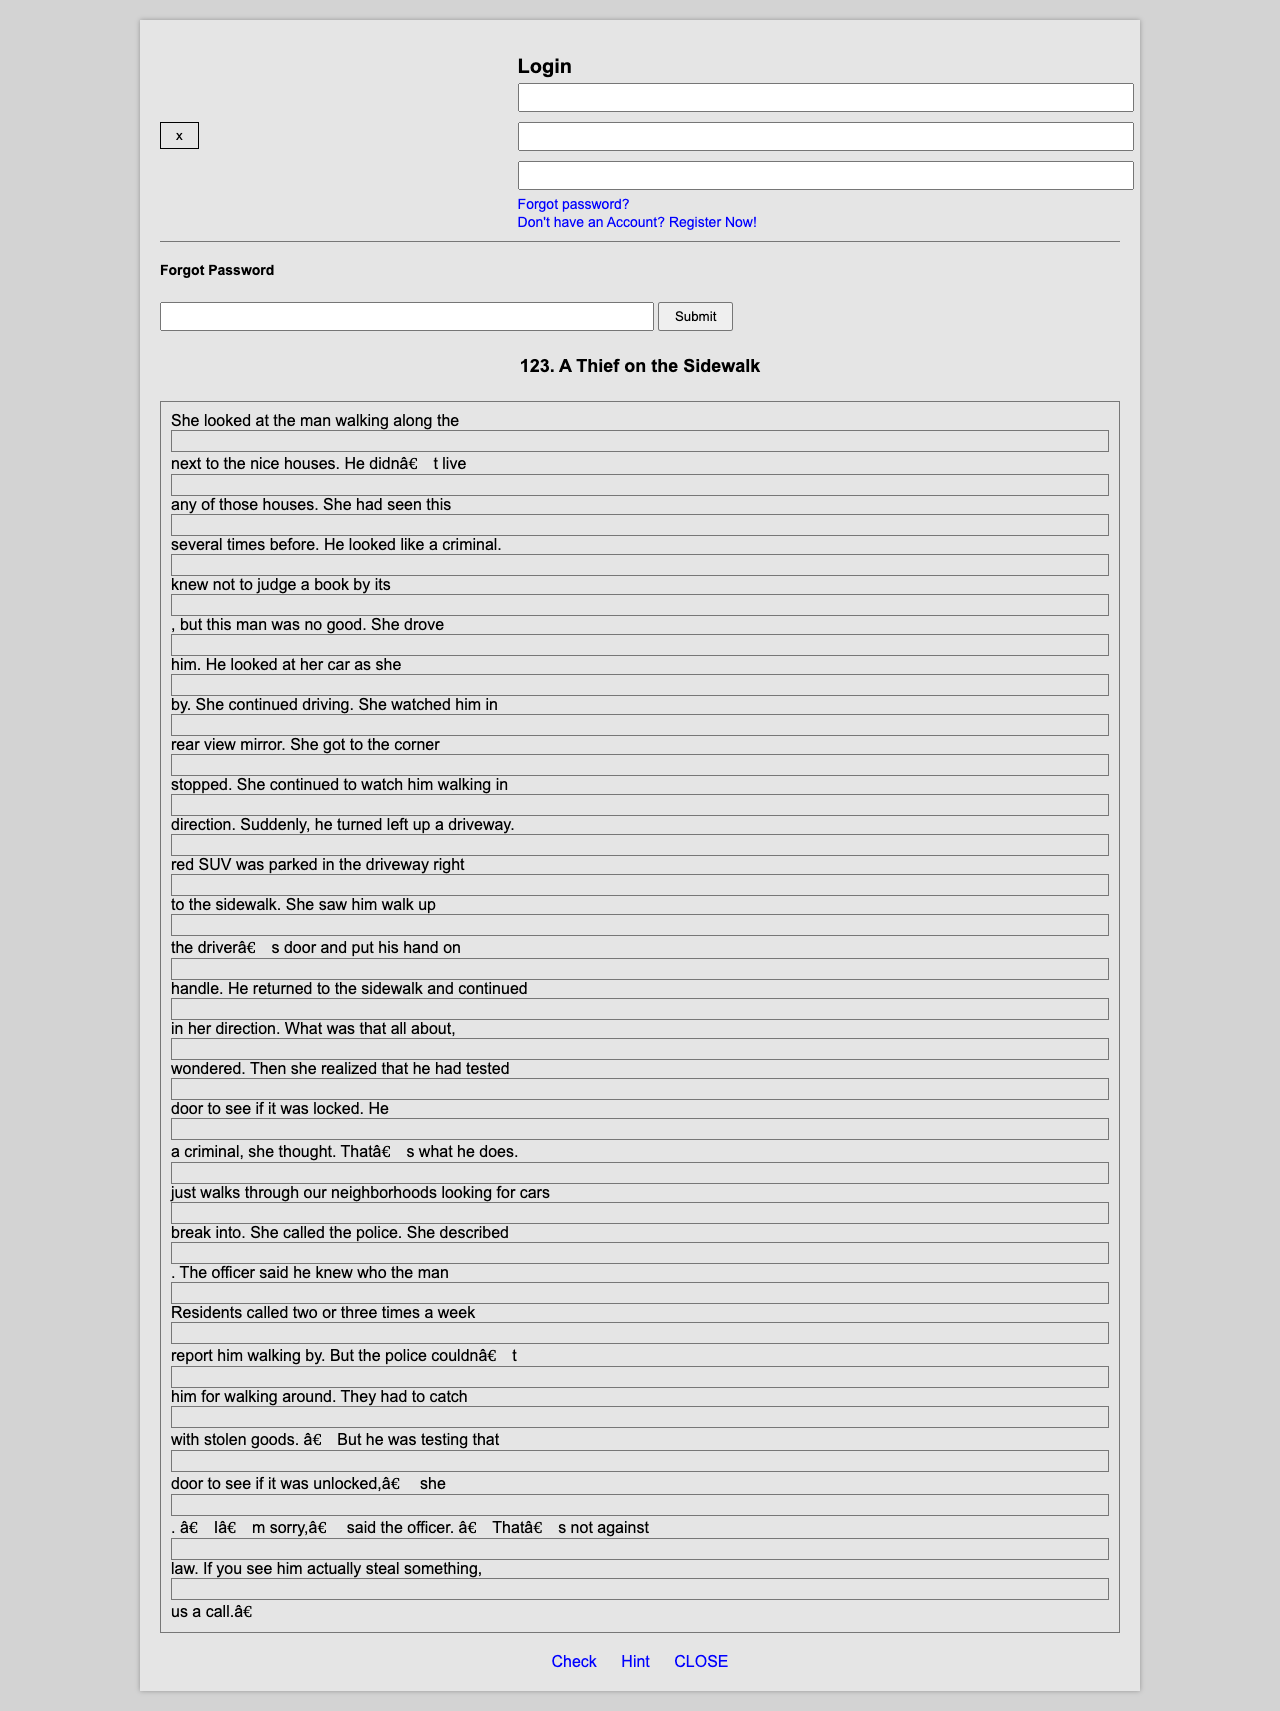 Login
x
Forgot password?
Don't have an Account? Register Now!
Forgot Password
Submit
123. A Thief on the Sidewalk
She looked at the man walking along the
next to the nice houses. He didnâ€ t live
any of those houses. She had seen this
several times before. He looked like a criminal.
knew not to judge a book by its
, but this man was no good. She drove
him. He looked at her car as she
by. She continued driving. She watched him in
rear view mirror. She got to the corner
stopped. She continued to watch him walking in
direction. Suddenly, he turned left up a driveway.
red SUV was parked in the driveway right
to the sidewalk. She saw him walk up
the driverâ€ s door and put his hand on
handle. He returned to the sidewalk and continued
in her direction. What was that all about,
wondered. Then she realized that he had tested
door to see if it was locked. He
a criminal, she thought. Thatâ€ s what he does.
just walks through our neighborhoods looking for cars
break into. She called the police. She described
. The officer said he knew who the man
Residents called two or three times a week
report him walking by. But the police couldnâ€ t
him for walking around. They had to catch
with stolen goods. â€ But he was testing that
door to see if it was unlocked,â€ she
. â€ Iâ€ m sorry,â€ said the officer. â€ Thatâ€ s not against
law. If you see him actually steal something,
us a call.â€
Check Hint CLOSE